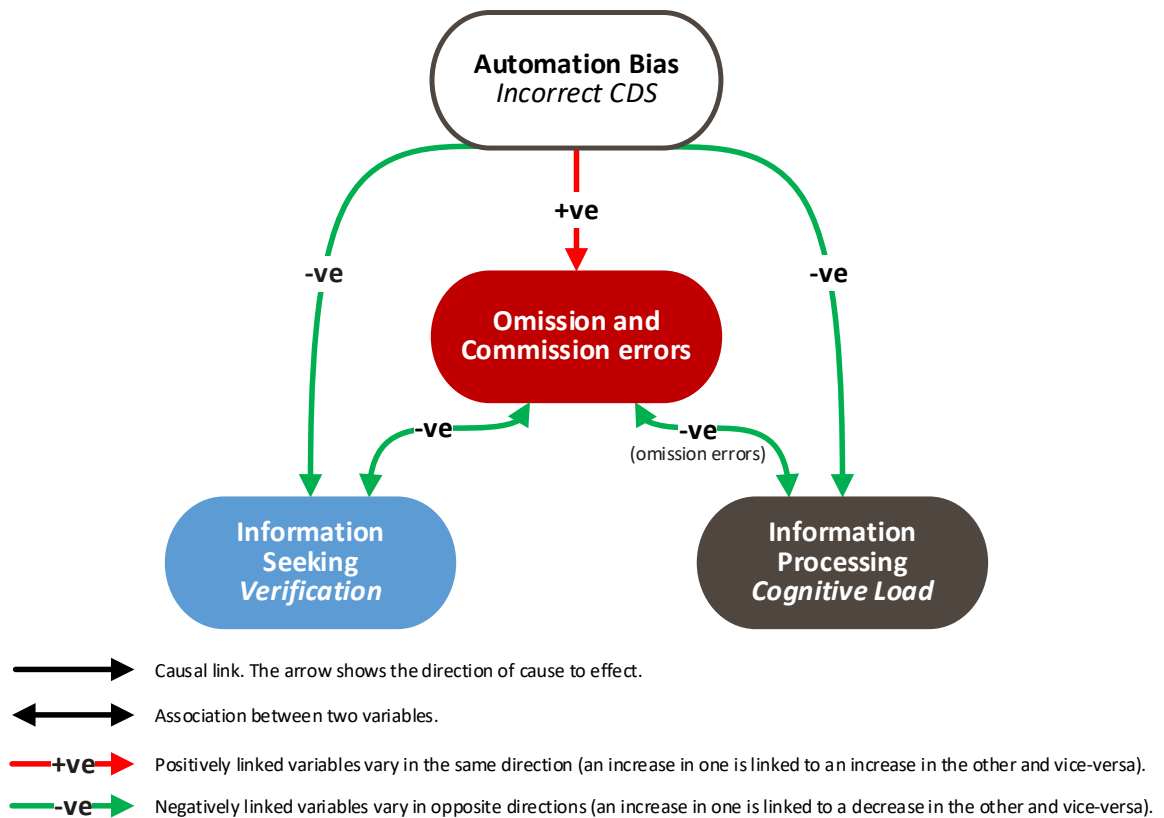 Automation Bias
Incorrect CDS
+ve
-ve
-ve
Omission and
Commission errors
-ve
-ve
(omission errors)
Information
Seeking
Verification
Information
Processing
Cognitive Load
Causal link. The arrow shows the direction of cause to effect.
Association between two variables.
+ve Positively linked variables vary in the same direction (an increase in one is linked to an increase in the other and vice-versa).
-ve Negatively linked variables vary in opposite directions (an increase in one is linked to a decrease in the other and vice-versa).